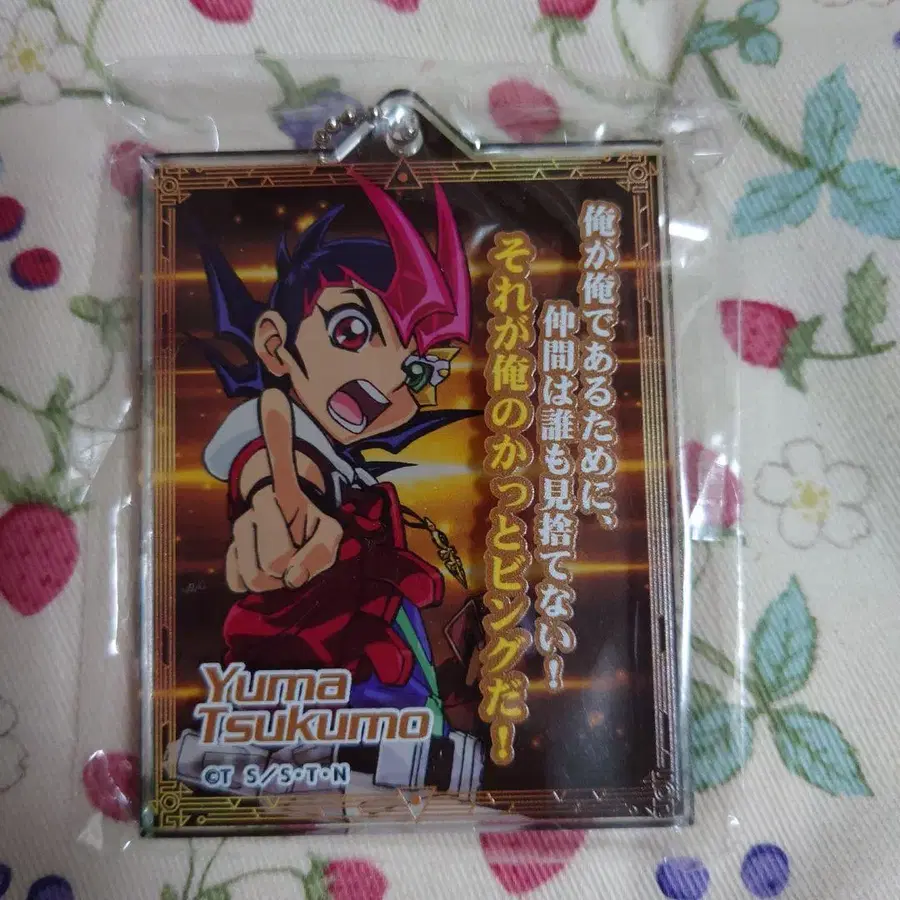 俺が俺であるために、
仲間は誰も見捨てない！
それが俺のかっとビングだ！
Yuma
Tsukumo
©T S／S・T・N